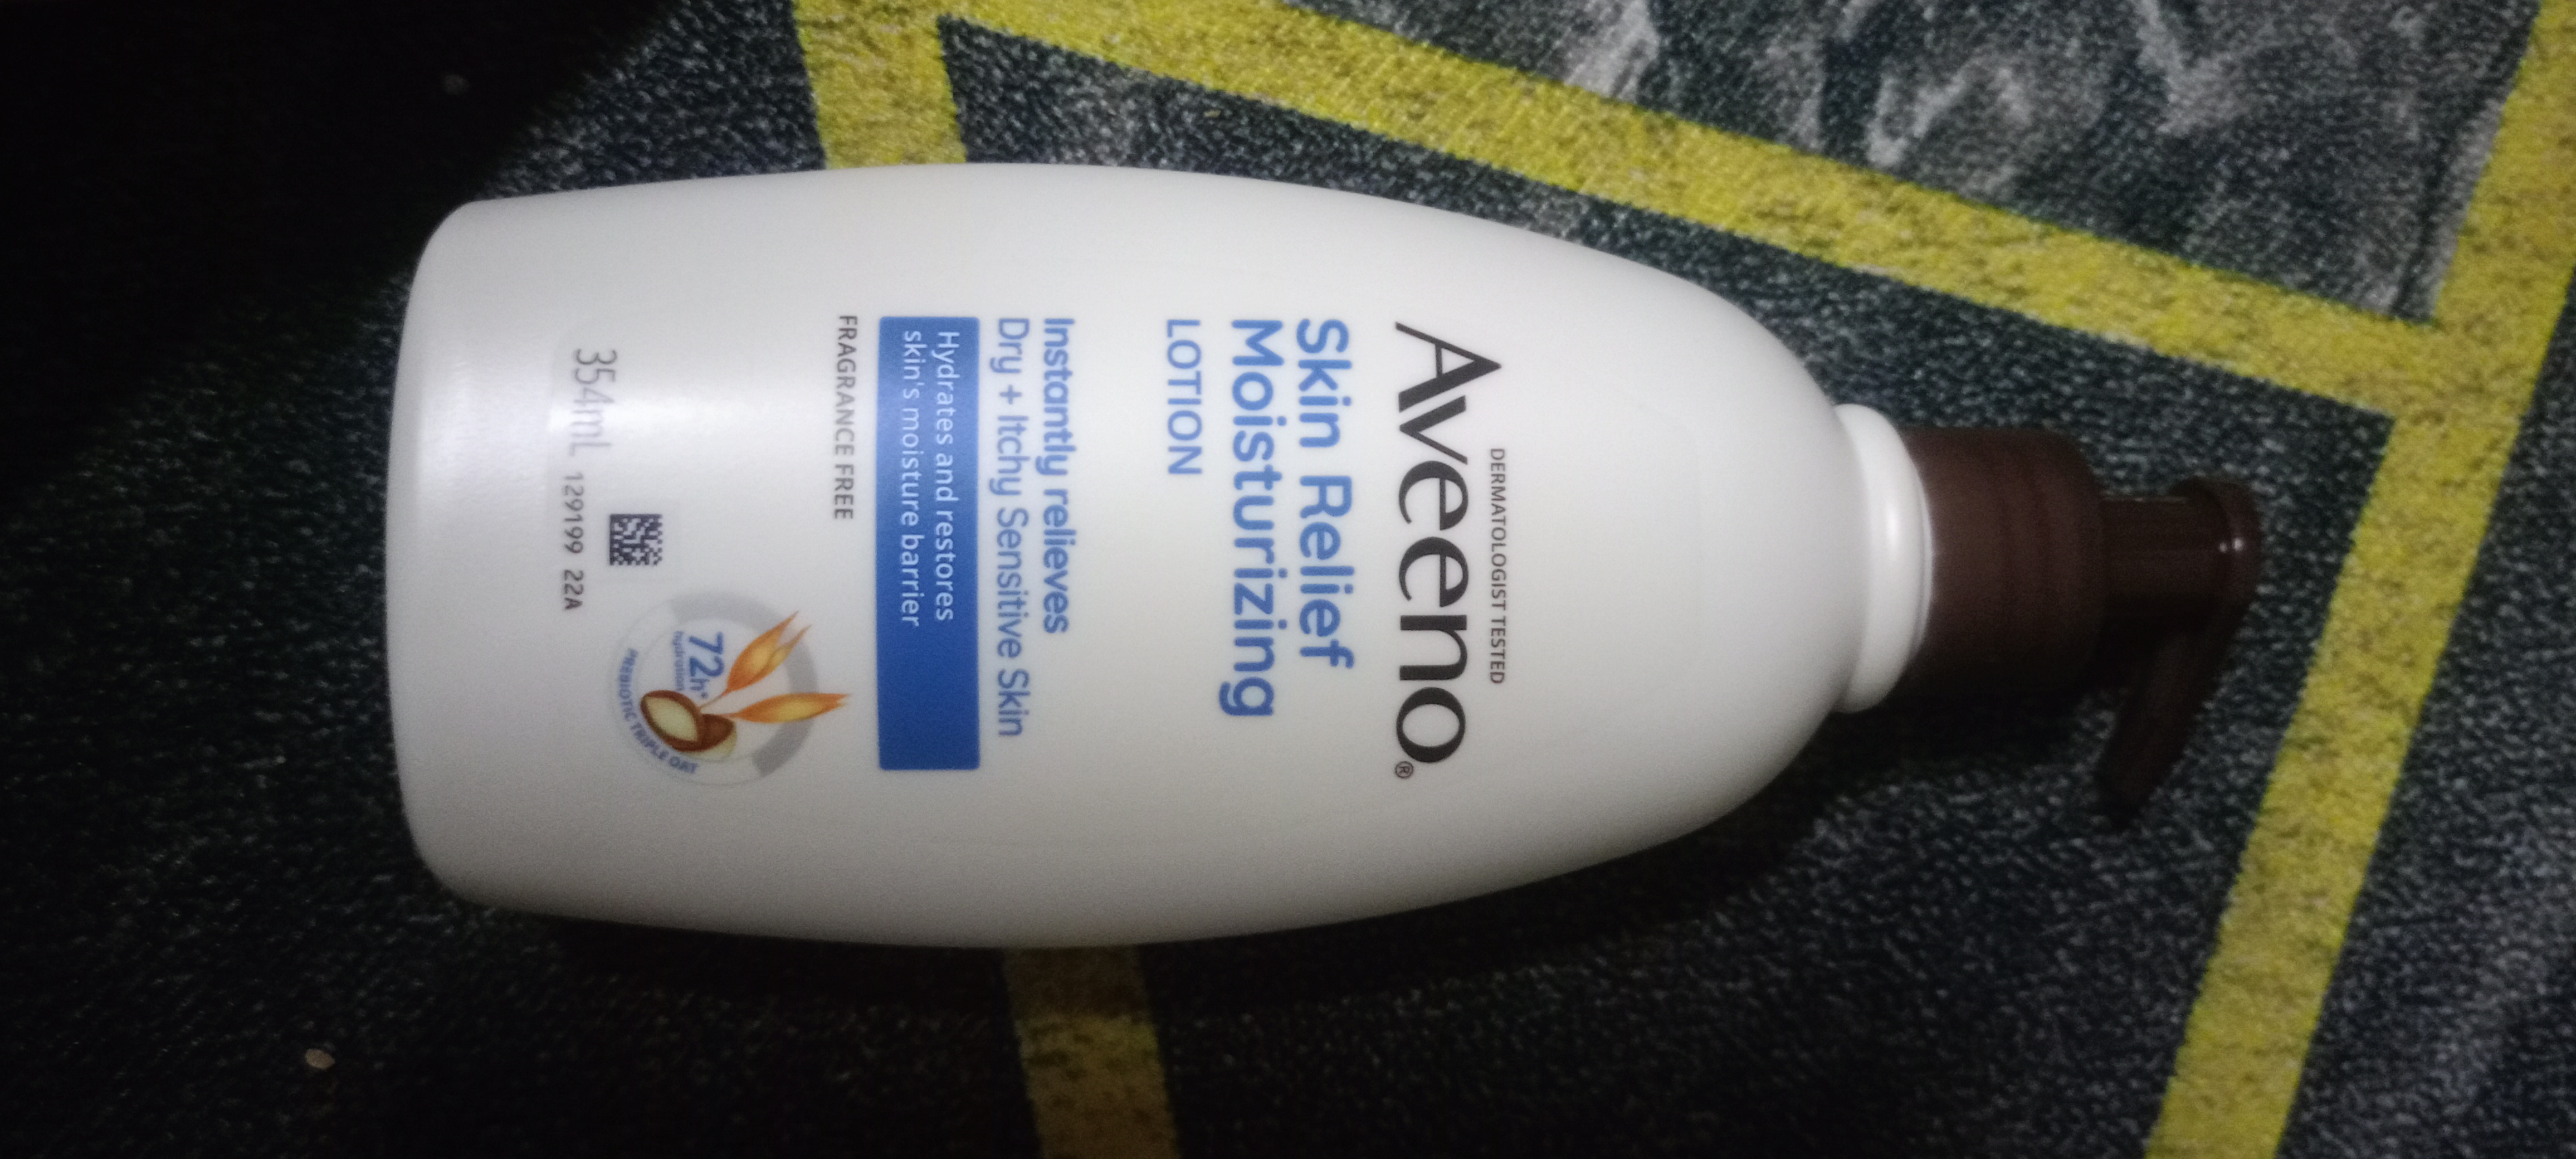 DERMATOLOGIST TESTED
Aveeno®
Skin Relief
Moisturizing
LOTION
Instantly relieves
Dry + Itchy Sensitive Skin
Hydrates and restores
skin's moisture barrier
FRAGRANCE FREE
72h*
hydration
PREBIOTIC TRIPLE OAT
354mL
129199 22A